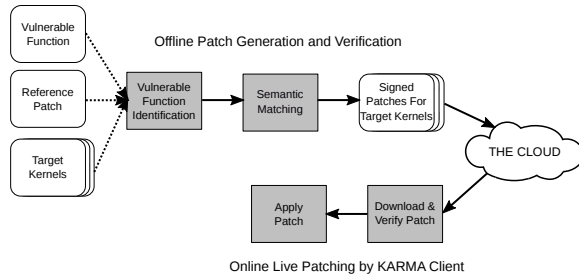 Vulnerable
Function
Offline Patch Generation and Verification
Reference
Patch
Vulnerable
Function
Identification
Semantic
Matching
Signed
Patches For
Target Kernels
Target
Kernels
THE CLOUD
Apply
Patch
Download &
Verify Patch
Online Live Patching by KARMA Client